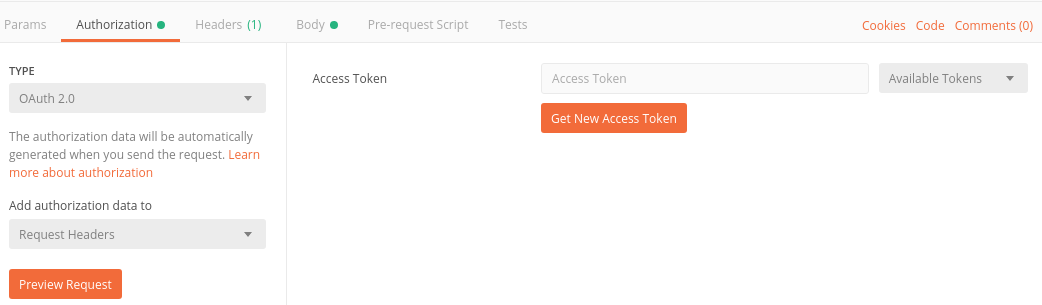 Params Authorization Headers (1) Body Pre-request Script Tests Cookies Code Comments (0)
TYPE
OAuth 2.0
The authorization data will be automatically
generated when you send the request. Learn
more about authorization
Add authorization data to
Request Headers
Preview Request
Access Token Access Token Available Tokens
Get New Access Token